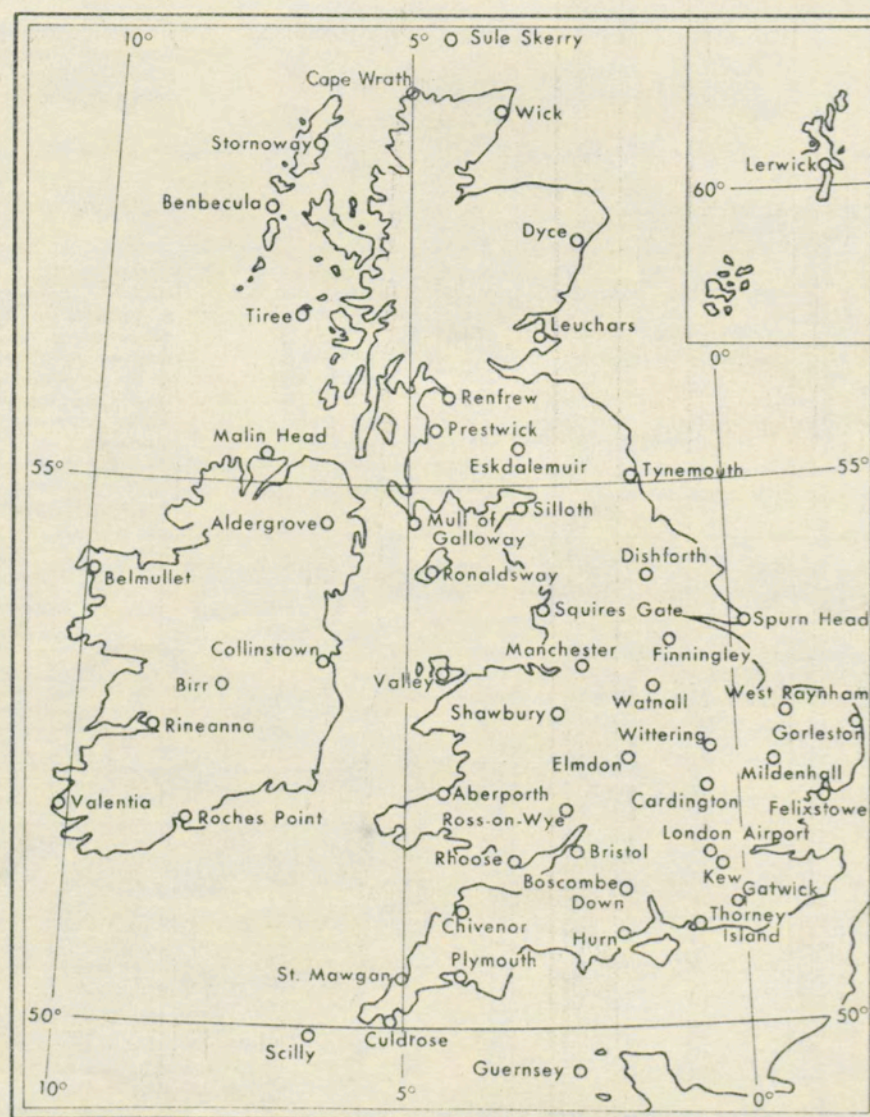 10°
5°
Sule Skerry
Cape Wrath
Wick
Stornoway
Lerwick
60°
Benbecula
Dyce
Tiree
Leuchars
0°
Renfrew
Malin Head
Prestwick
Eskdalemuir
55°
Tynemouth
55°
Aldergrove
Mull of
Galloway
Silloth
Dishforth
Belmullet
Ronaldsway
Squires Gate
Spurn Head
Collinstown
Manchester
Finningley
Birr
Valley
Watnall
West Raynham
Rineanna
Shawbury
Wittering
Gorleston
Elmdon
Mildenhall
Valentia
Aberporth
Cardington
Felixstowe
Roches Point
Ross-on-Wye
London Airport
Rhoose
Bristol
Kew
Boscombe
Down
Gatwick
Chivenor
Hurn
Thorney
Island
St. Mawgan
Plymouth
50°
50°
Scilly
Culdrose
Guernsey
10°
5°
0°